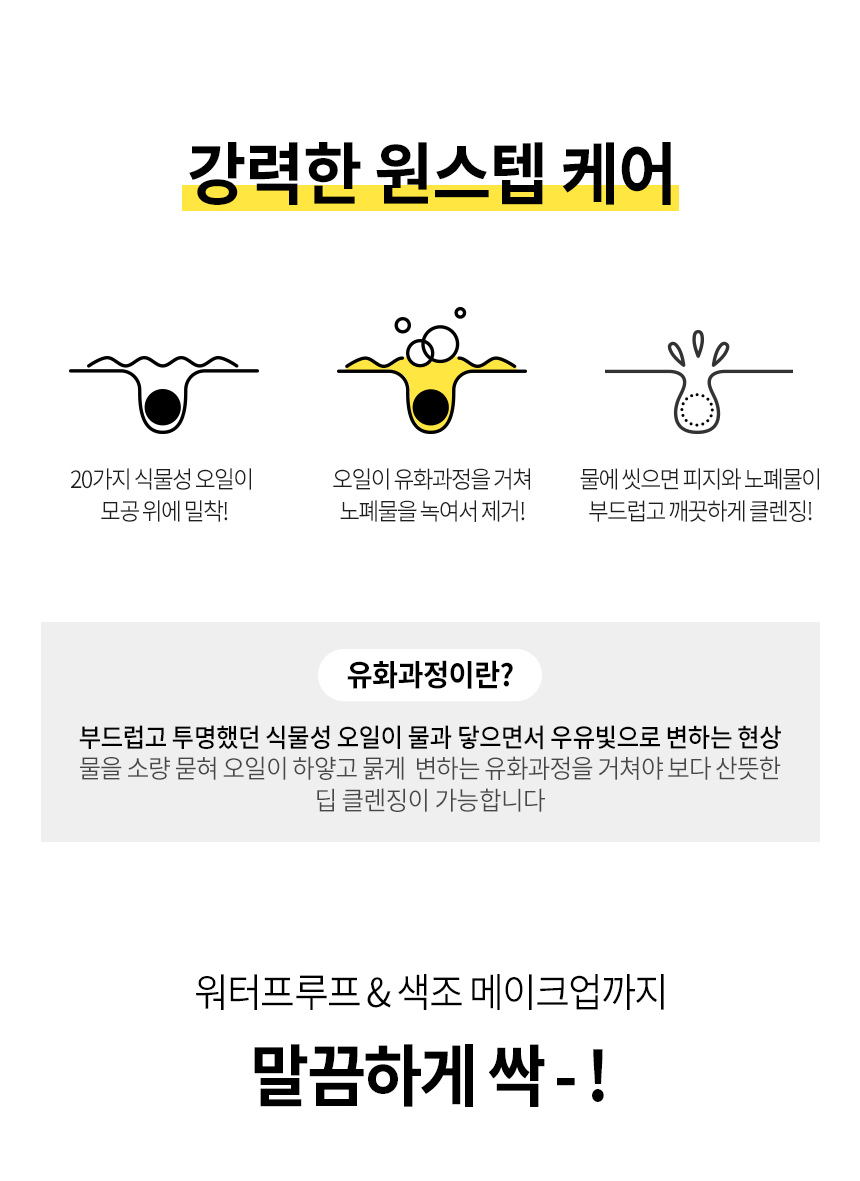 강력한 원스텝 케어
20가지 식물성 오일이
모공 위에 밀착!
오일이 유화과정을 거쳐
노폐물을 녹여서 제거!
물에 씻으면 피지와 노폐물이
부드럽고 깨끗하게 클렌징!
유화과정이란?
부드럽고 투명했던 식물성 오일이 물과 닿으면서 우유빛으로 변하는 현상
물을 소량 묻혀 오일이 하얗고 묽게 변하는 유화과정을 거쳐야 보다 산뜻한
딥 클렌징이 가능합니다
워터프루프 & 색조 메이크업까지
말끔하게 싹 - !